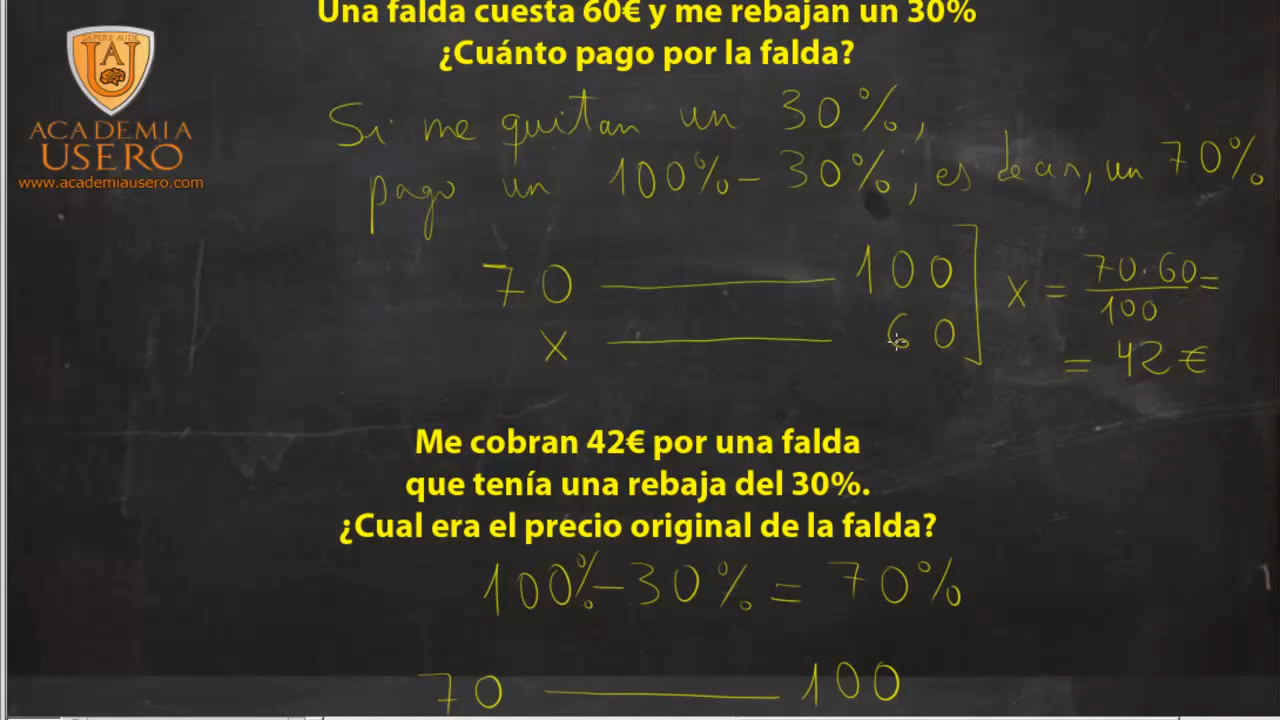 Una falda cuesta 60€ y me rebajan un 30%
¿Cuánto pago por la falda?
SAPERE AUDE
UA
ACADEMIA
USERO
www.academiausero.com
Si me quitan un 30%,
pago un 100% - 30%, es decir, un 70%
70 ——— 100
x ——— 60
x = 70·60/100 =
= 42€
Me cobran 42€ por una falda
que tenía una rebaja del 30%.
¿Cual era el precio original de la falda?
100% - 30% = 70%
70 ——— 100